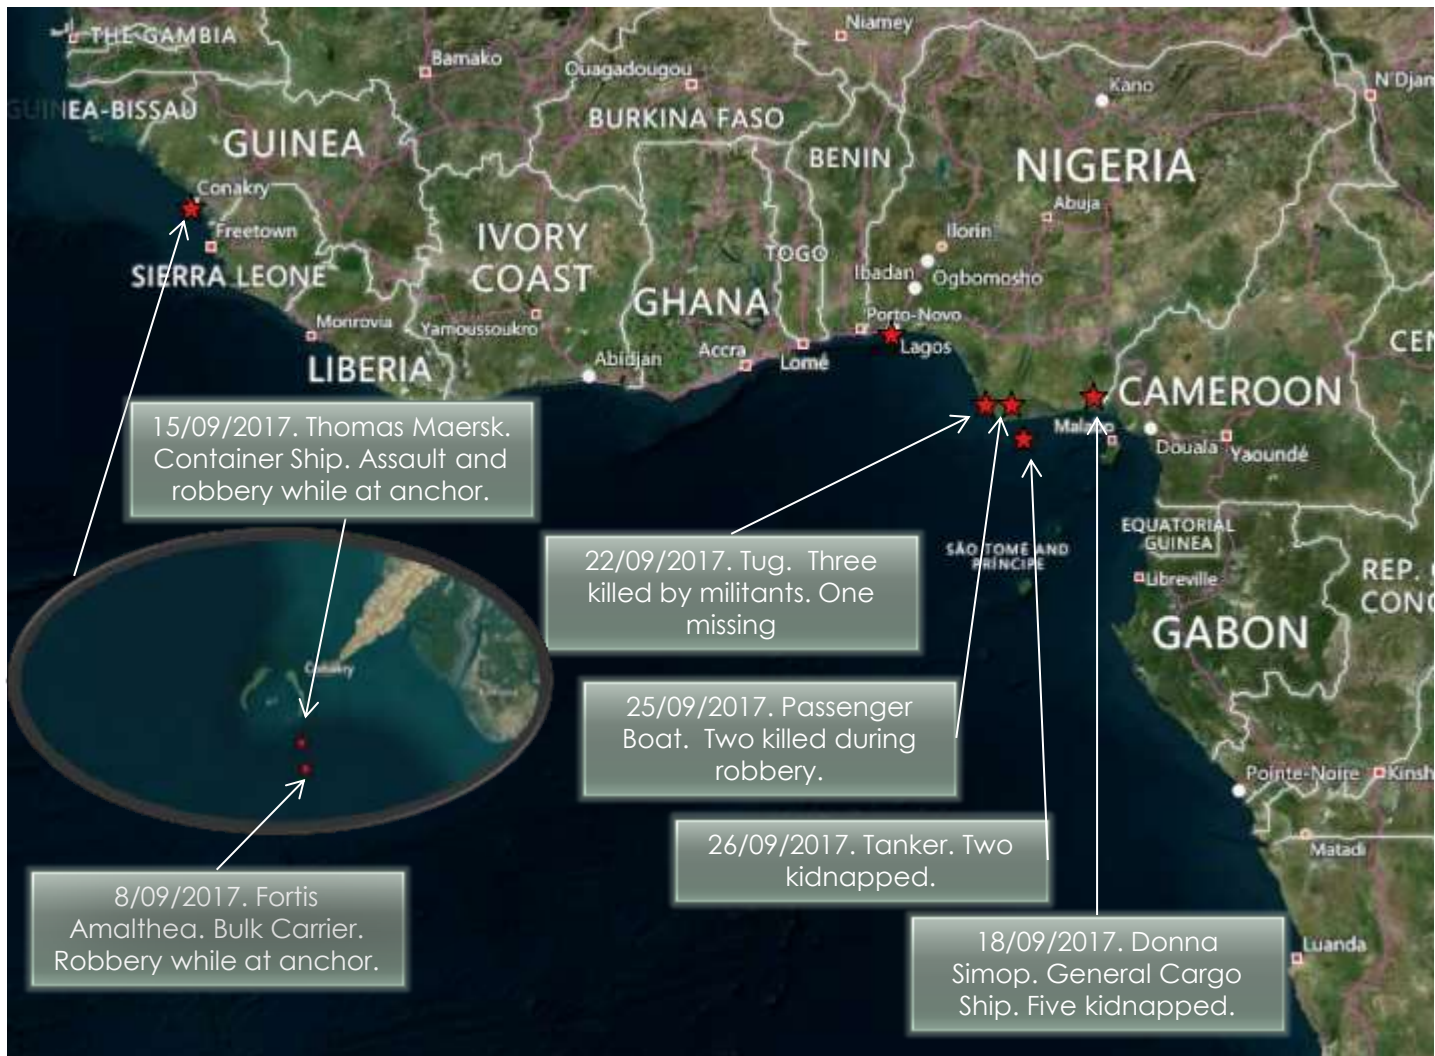 Niamey
THE GAMBIA
Bamako
Ouagadougou
N'Djam
Kano
GUINEA-BISSAU
BURKINA FASO
GUINEA
BENIN
NIGERIA
Conakry
Abuja
Freetown
IVORY
COAST
Ilorin
TOGO
SIERRA LEONE
Ibadan
Ogbomosho
GHANA
Monrovia
Yamoussoukro
Porto-Novo
Lagos
CEN
Abidjan
Accra
Lomé
LIBERIA
CAMEROON
Malabo
Douala
Yaoundé
15/09/2017. Thomas Maersk.
Container Ship. Assault and
robbery while at anchor.
EQUATORIAL
GUINEA
SÃO TOMÉ AND
PRÍNCIPE
22/09/2017. Tug. Three
killed by militants. One
missing
Libreville
REP.
CONG
GABON
Conakry
25/09/2017. Passenger
Boat. Two killed during
robbery.
Pointe-Noire
Kinsh
26/09/2017. Tanker. Two
kidnapped.
Matadi
8/09/2017. Fortis
Amalthea. Bulk Carrier.
Robbery while at anchor.
18/09/2017. Donna
Simop. General Cargo
Ship. Five kidnapped.
Luanda